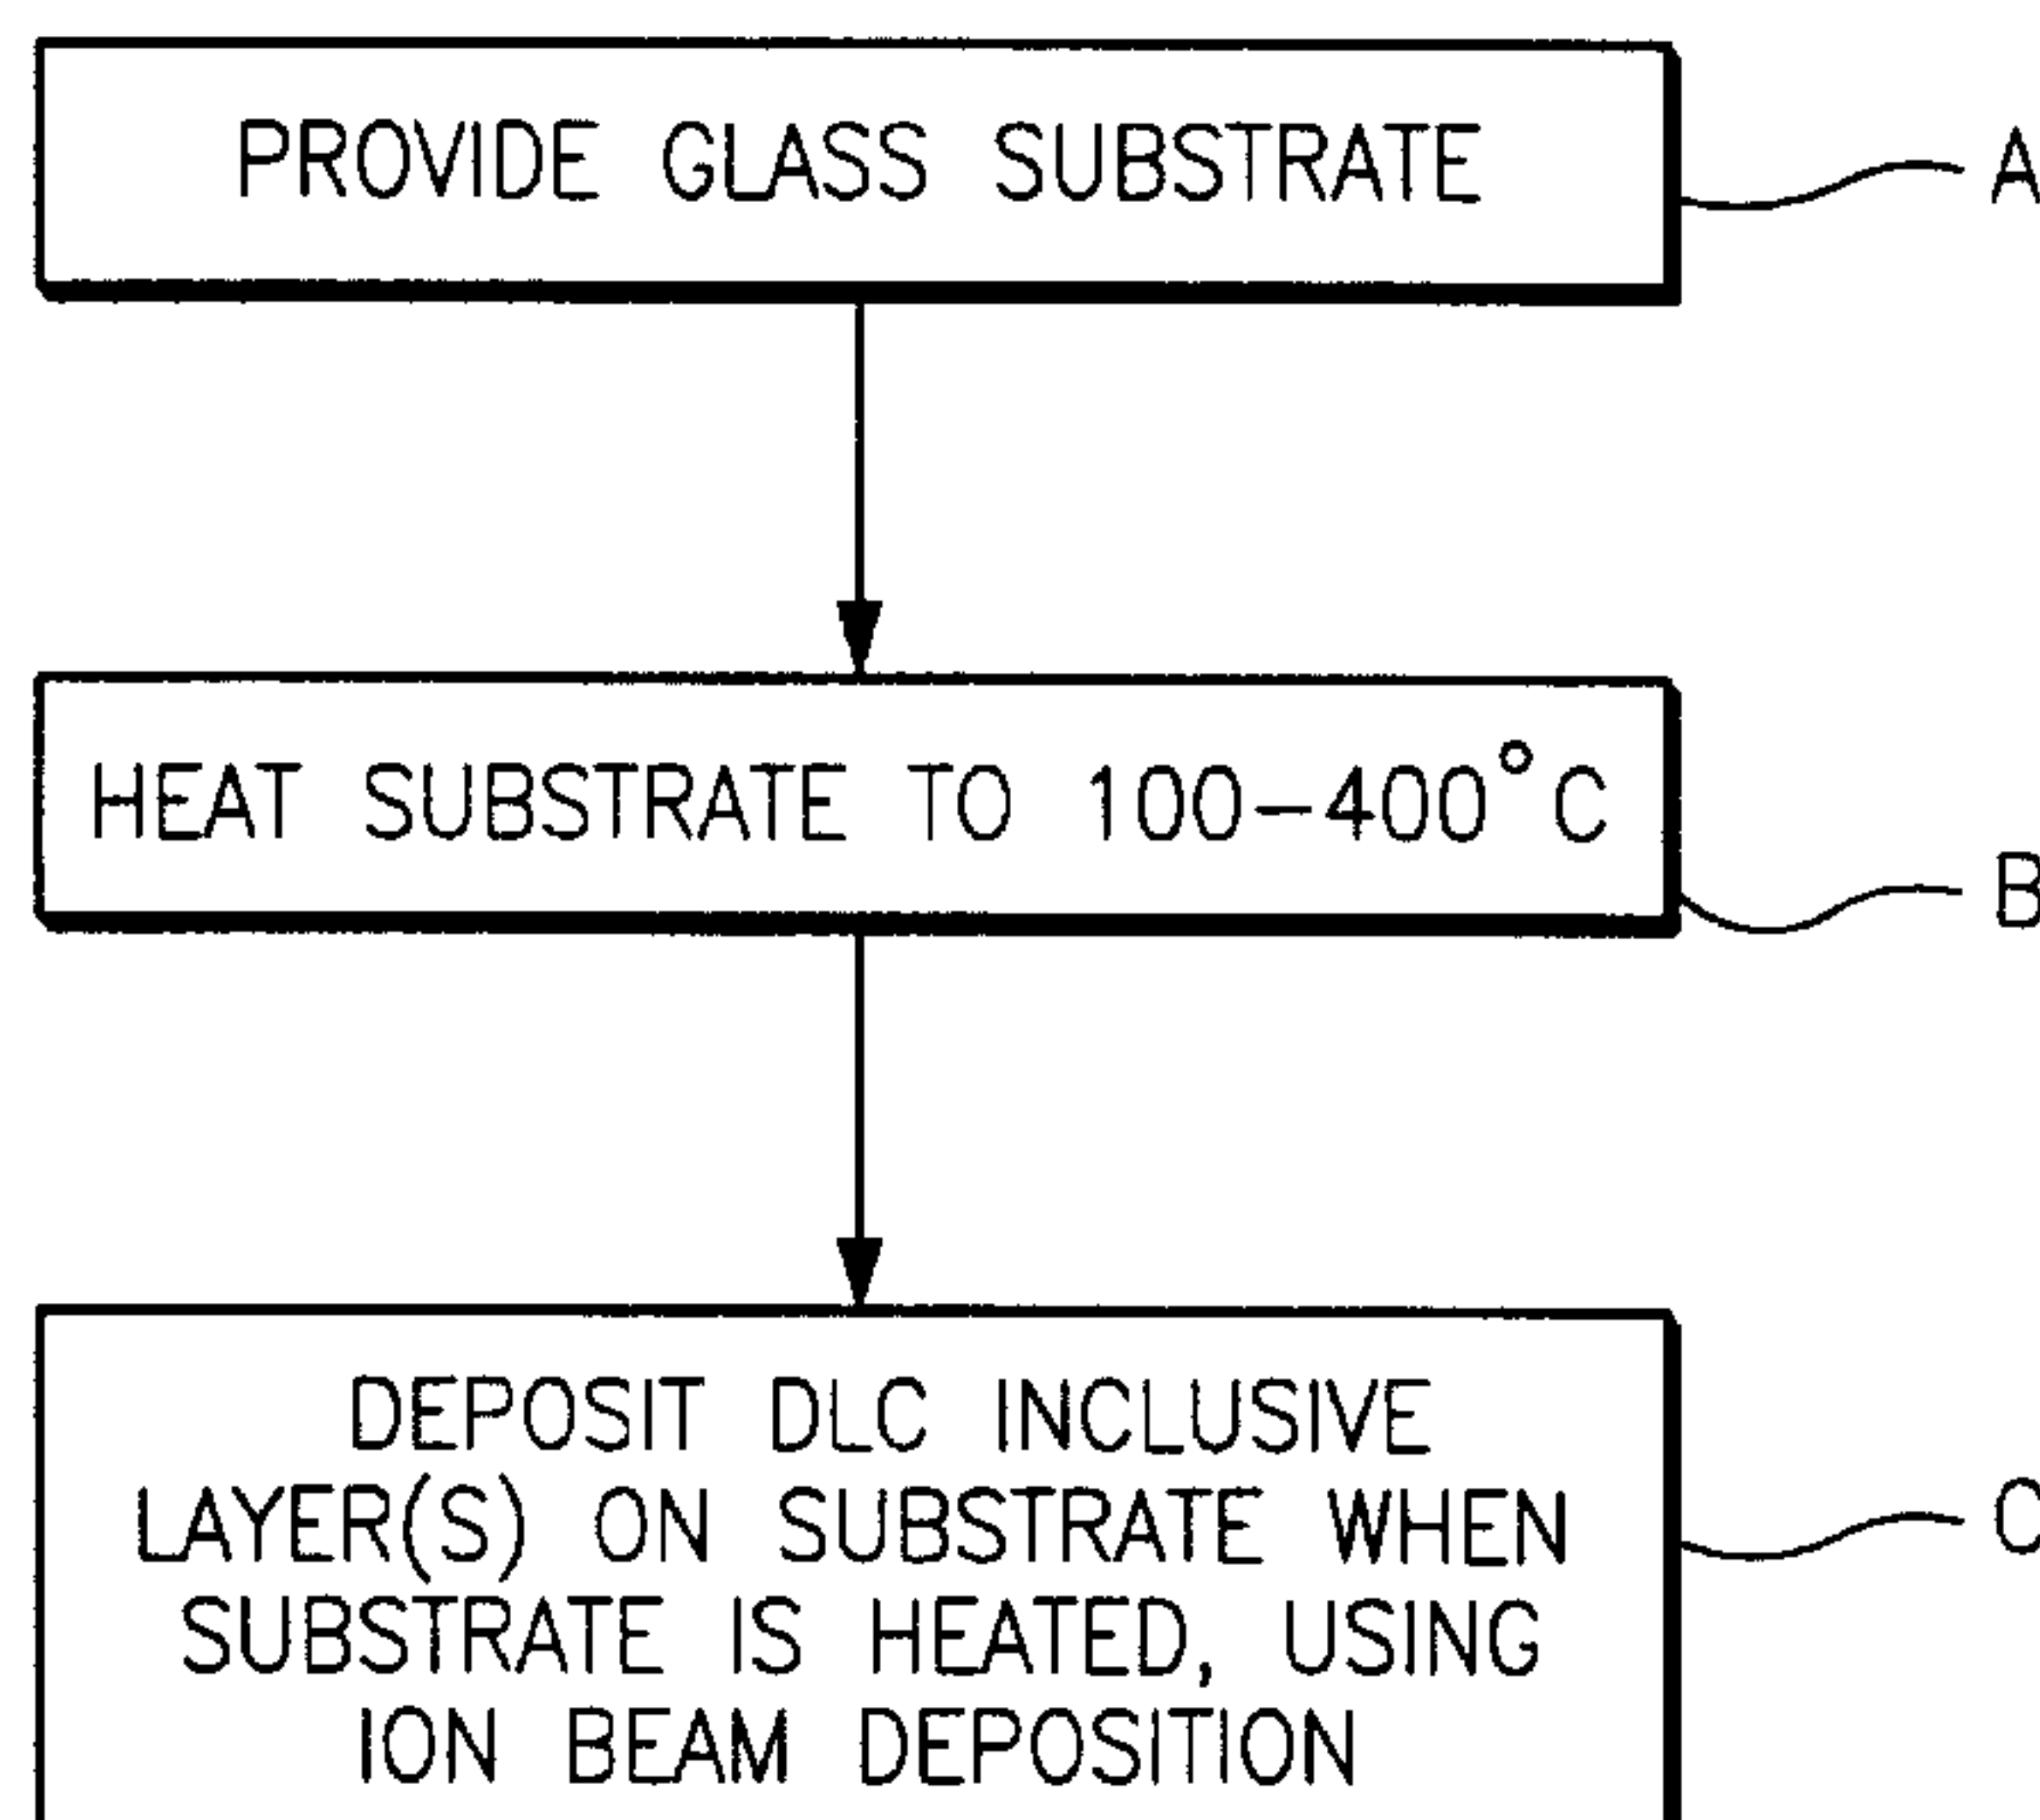 PROVIDE GLASS SUBSTRATE
A
HEAT SUBSTRATE TO 100-400°C
B
DEPOSIT DLC INCLUSIVE
LAYER(S) ON SUBSTRATE WHEN
SUBSTRATE IS HEATED, USING
ION BEAM DEPOSITION
C